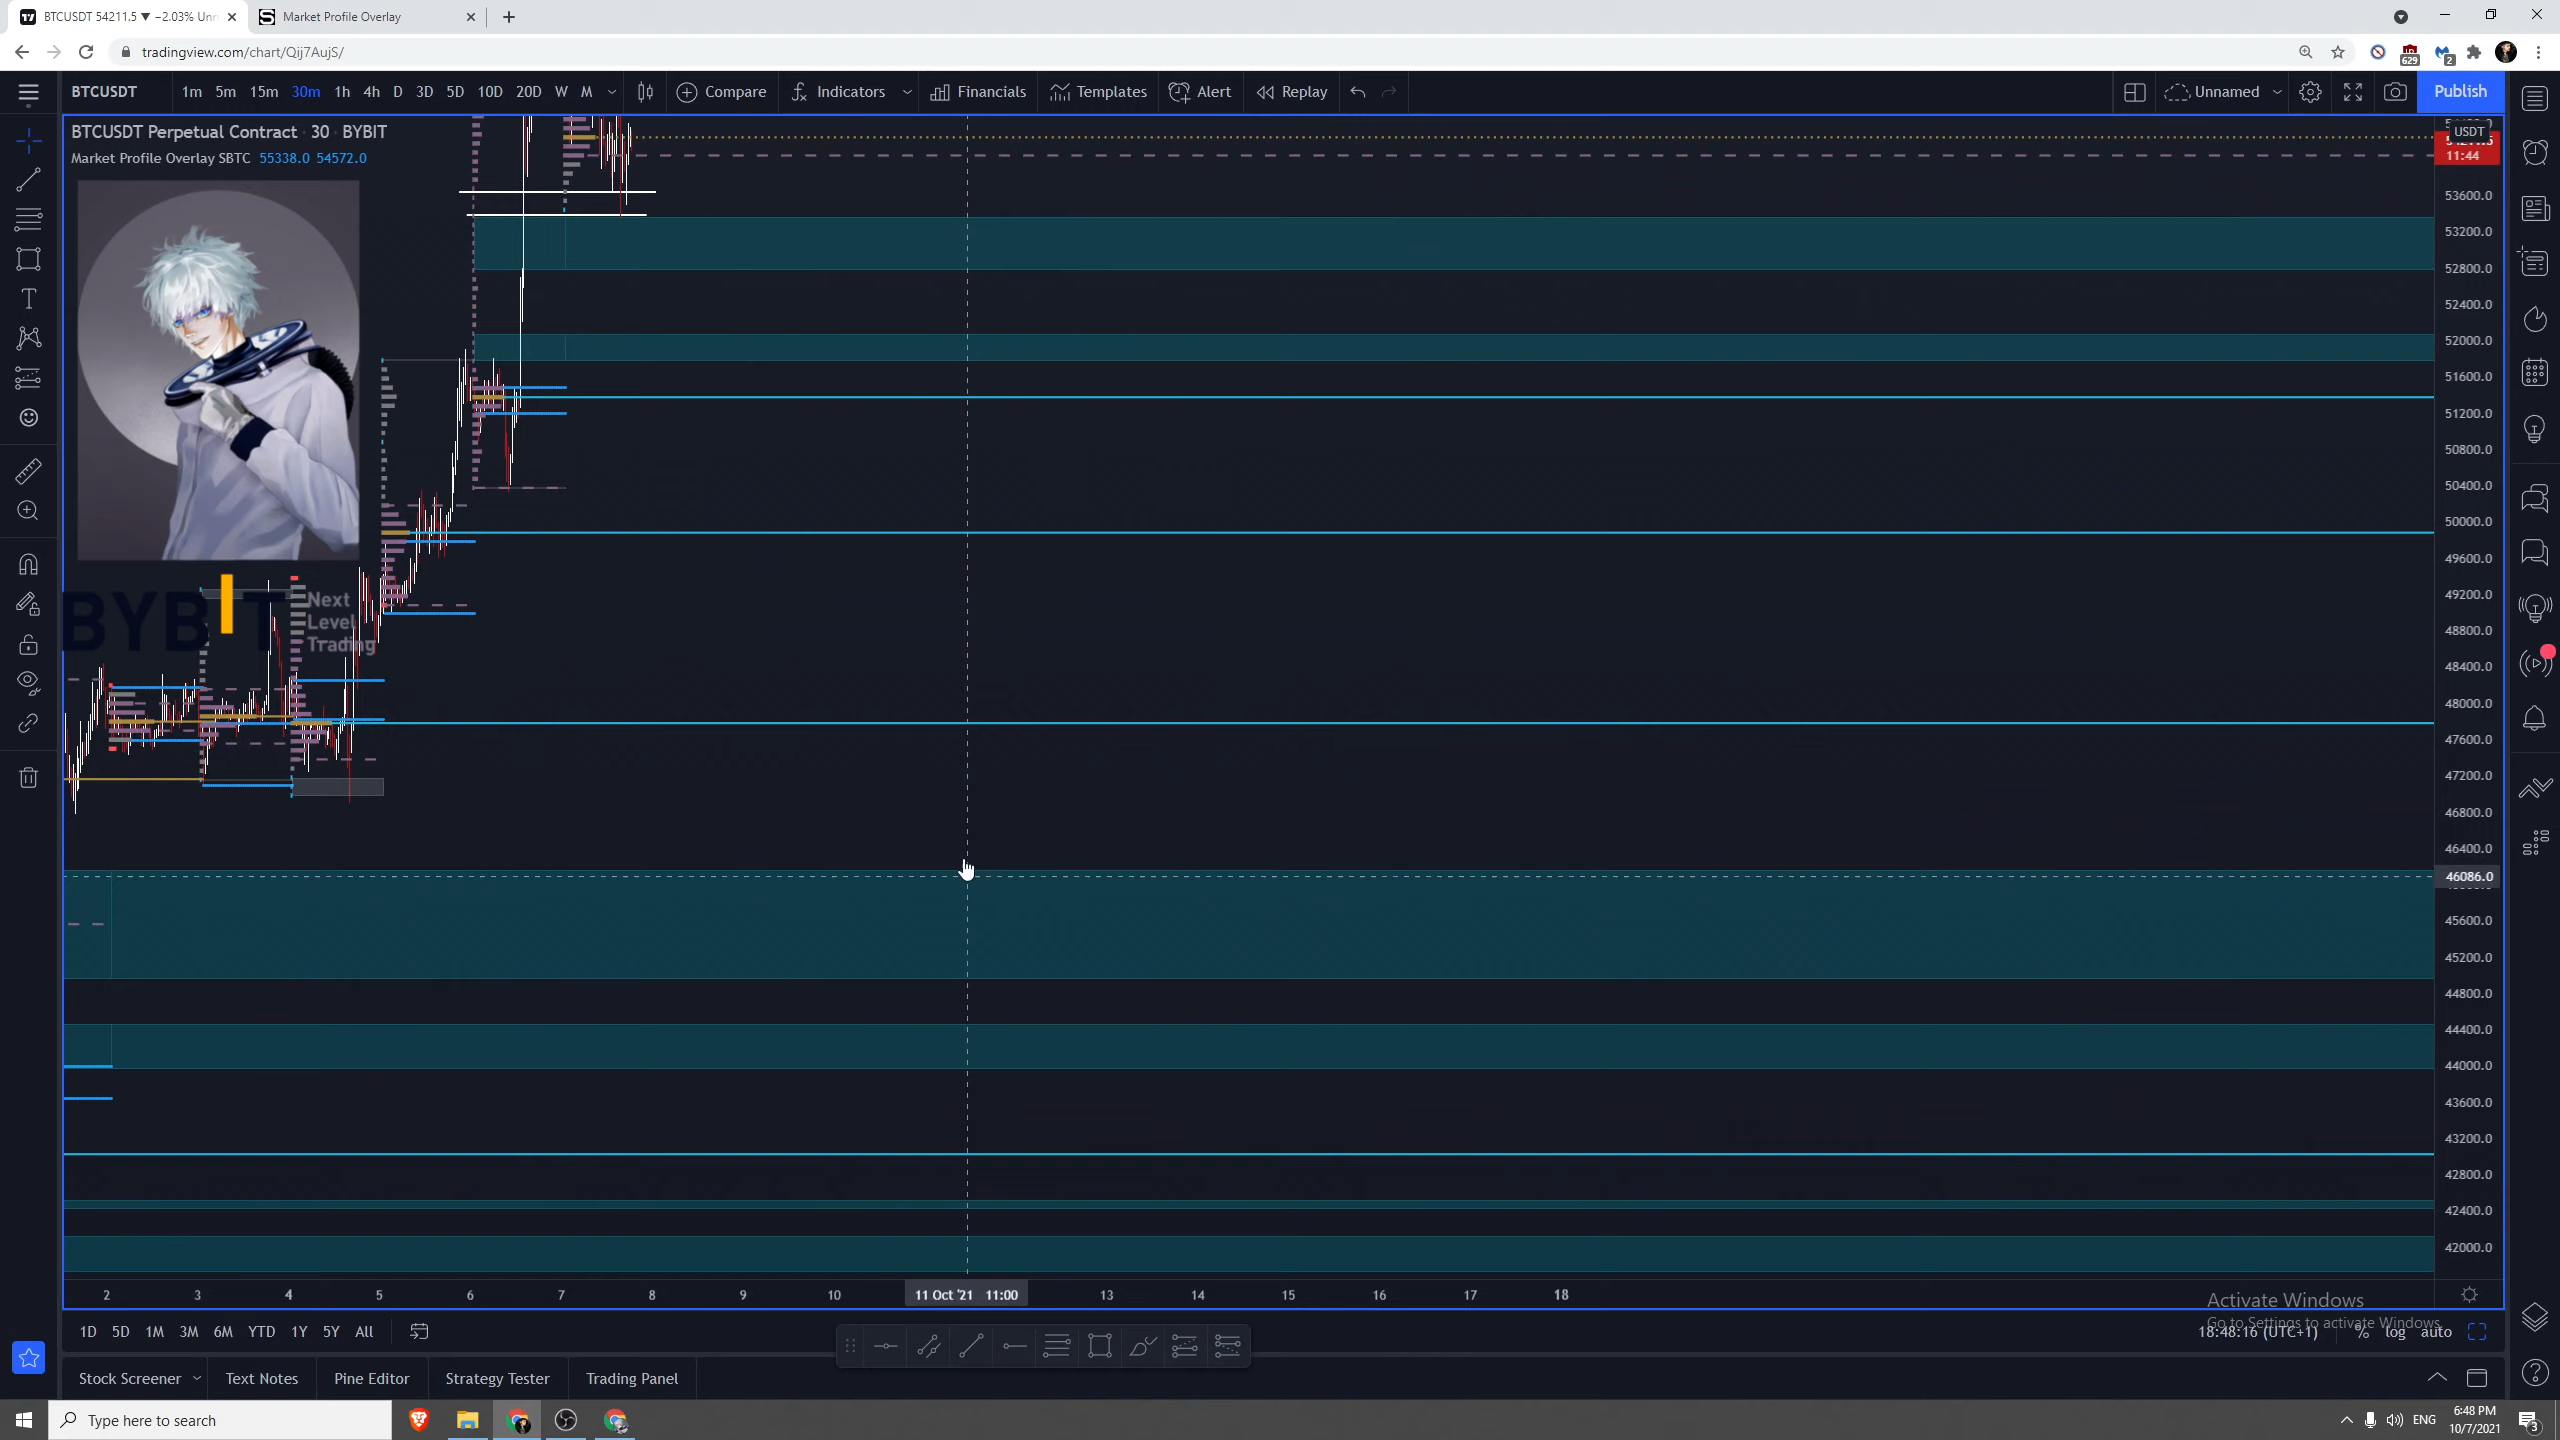 BTCUSDT 54211.5 ▼ −2.03% Unn
Market Profile Overlay
tradingview.com/chart/Qij7AujS/
629
2
BTCUSDT 1m 5m 15m 30m 1h 4h D 3D 5D 10D 20D W M Compare Indicators Financials Templates Alert Replay Unnamed Publish
BTCUSDT Perpetual Contract · 30 · BYBIT
Market Profile Overlay SBTC 55338.0 54572.0
USDT
11:44
53600.0
53200.0
52800.0
52400.0
52000.0
51600.0
51200.0
50800.0
50400.0
50000.0
49600.0
49200.0
48800.0
48400.0
48000.0
47600.0
47200.0
46800.0
46400.0
46086.0
45600.0
45200.0
44800.0
44400.0
44000.0
43600.0
43200.0
42800.0
42400.0
42000.0
BYBIT
Next
Level
Trading
2 3 4 5 6 7 8 9 10 11 Oct '21 11:00 13 14 15 16 17 18
Activate Windows
Go to Settings to activate Windows.
1D 5D 1M 3M 6M YTD 1Y 5Y All
18:48:16 (UTC+1) % log auto
Stock Screener Text Notes Pine Editor Strategy Tester Trading Panel
Type here to search
ENG
6:48 PM
10/7/2021
3